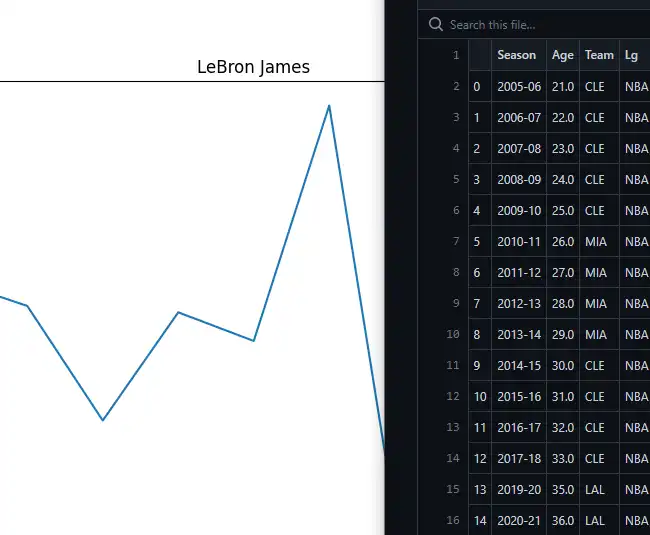 LeBron James
Search this file...
1 Season Age Team Lg
2 0 2005-06 21.0 CLE NBA
3 1 2006-07 22.0 CLE NBA
4 2 2007-08 23.0 CLE NBA
5 3 2008-09 24.0 CLE NBA
6 4 2009-10 25.0 CLE NBA
7 5 2010-11 26.0 MIA NBA
8 6 2011-12 27.0 MIA NBA
9 7 2012-13 28.0 MIA NBA
10 8 2013-14 29.0 MIA NBA
11 9 2014-15 30.0 CLE NBA
12 10 2015-16 31.0 CLE NBA
13 11 2016-17 32.0 CLE NBA
14 12 2017-18 33.0 CLE NBA
15 13 2019-20 35.0 LAL NBA
16 14 2020-21 36.0 LAL NBA